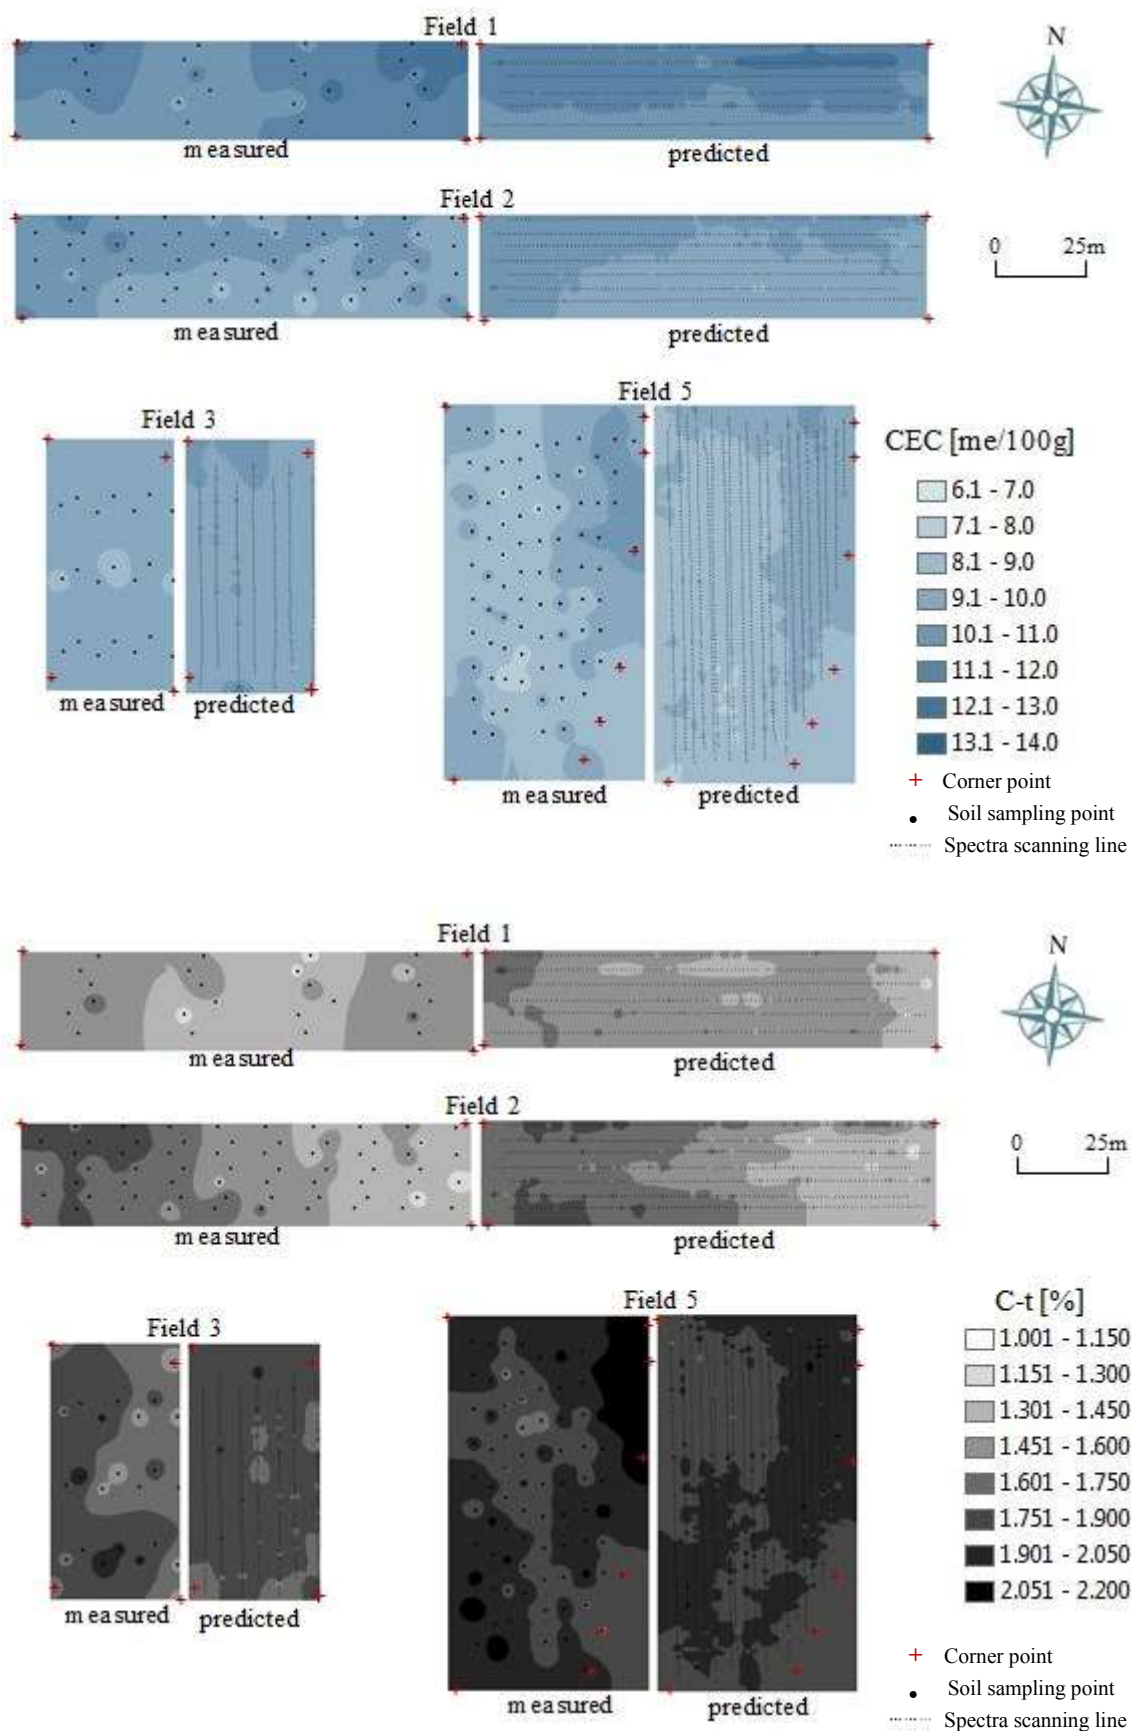 Field 1
N
measured
predicted
Field 2
0 25m
measured
predicted
Field 3
Field 5
CEC [me/100g]
6.1 - 7.0
7.1 - 8.0
8.1 - 9.0
9.1 - 10.0
10.1 - 11.0
11.1 - 12.0
12.1 - 13.0
13.1 - 14.0
measured
predicted
measured
predicted
Corner point
Soil sampling point
Spectra scanning line
Field 1
N
measured
predicted
Field 2
0 25m
measured
predicted
Field 3
Field 5
C-t [%]
1.001 - 1.150
1.151 - 1.300
1.301 - 1.450
1.451 - 1.600
1.601 - 1.750
1.751 - 1.900
1.901 - 2.050
2.051 - 2.200
measured
predicted
measured
predicted
Corner point
Soil sampling point
Spectra scanning line